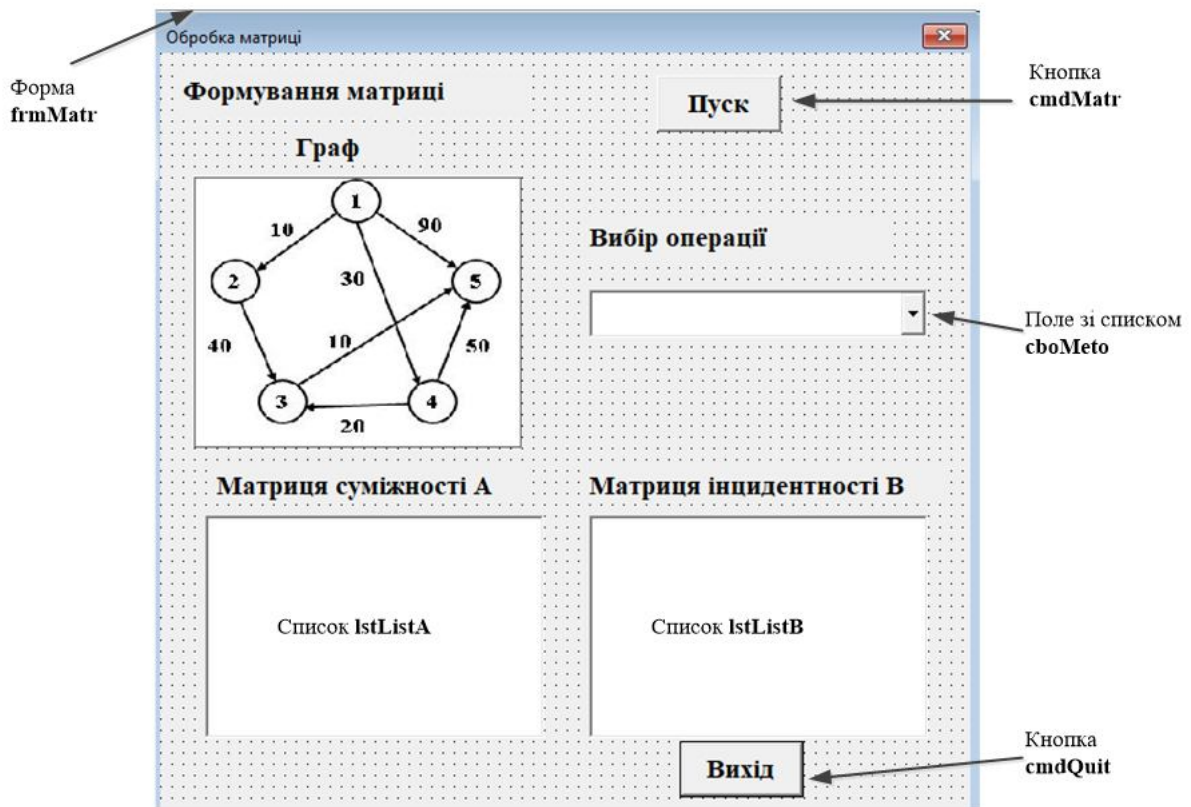 Обробка матриці
Форма
frmMatr
Формування матриці
Пуск
Кнопка
cmdMatr
Граф
1
10
90
2
30
5
40
10
50
3
4
20
Вибір операції
Поле зі списком
cboMeto
Матриця суміжності А
Матриця інцидентності В
Список lstListA
Список lstListB
Вихід
Кнопка
cmdQuit